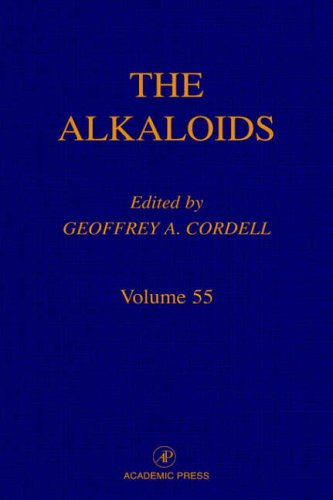 THE
ALKALOIDS
Edited by
GEOFFREY A. CORDELL
Volume 55
AP
ACADEMIC PRESS